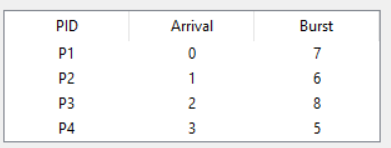 PID Arrival Burst
P1 0 7
P2 1 6
P3 2 8
P4 3 5